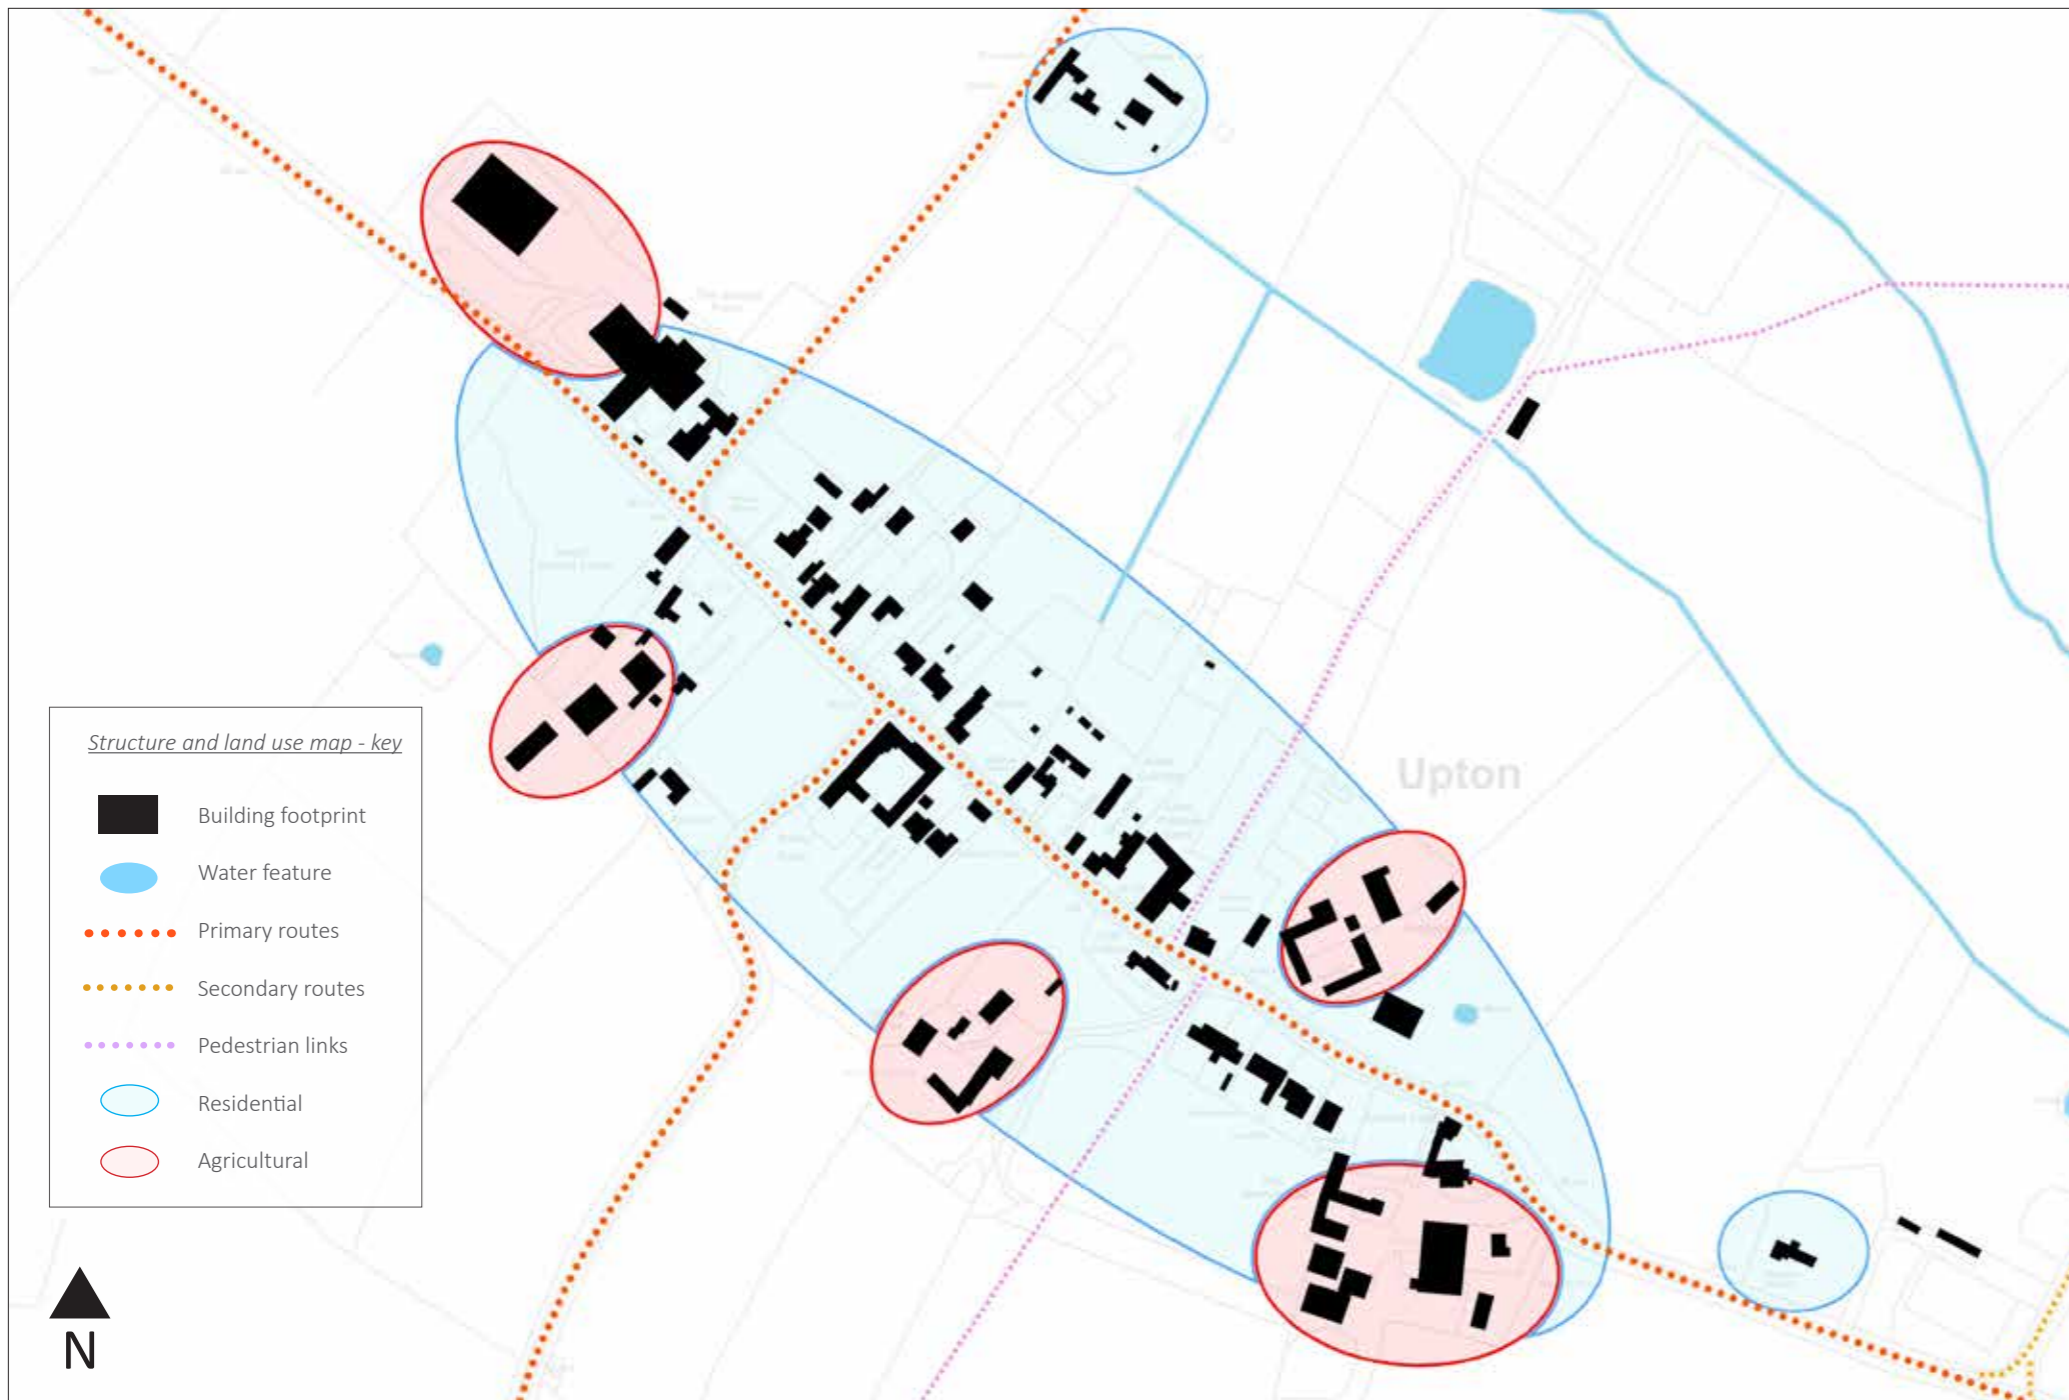 Upton
Structure and land use map - key
Building footprint
Water feature
Primary routes
Secondary routes
Pedestrian links
Residential
Agricultural
N